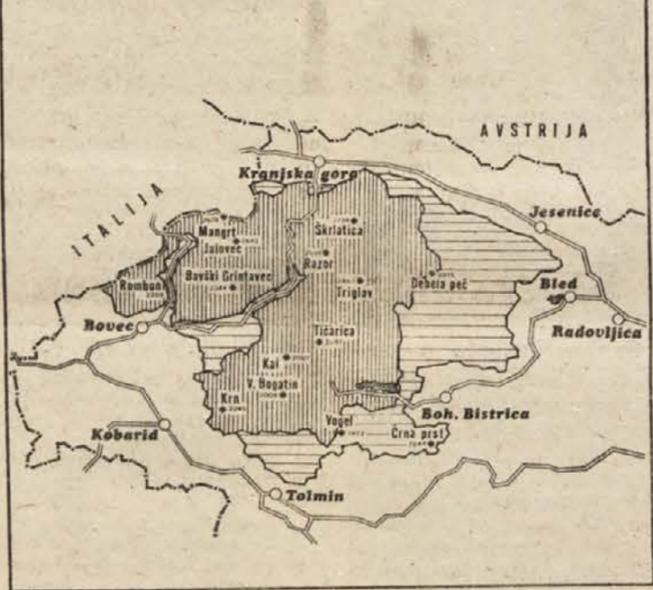 AVSTRIJA
Kranjska gora
ITALIJA
Jesenice
Mangrt
Škrlatica
Jalovec
Razor
Bavški Grintavec
Debela peč
Rombon
Triglav
Bled
Bovec
Radovljica
Tičarica
Kal
V. Bogatin
Krn
Boh. Bistrica
Vogel
Kobarid
Črna prst
Tolmin